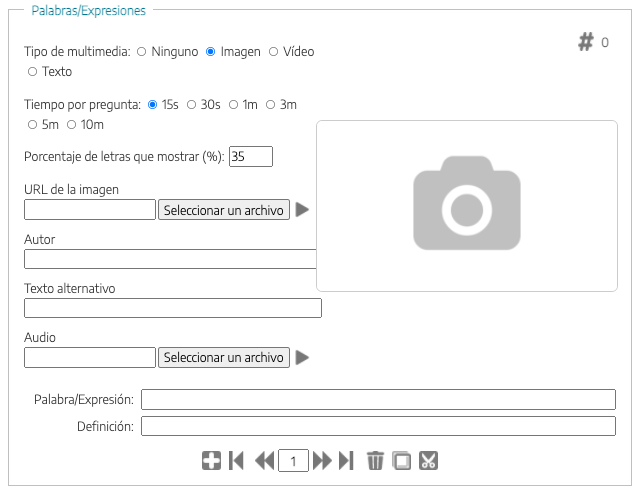 Palabras/Expresiones
Tipo de multimedia: Ninguno Imagen Vídeo
Texto
# 0
Tiempo por pregunta: 15s 30s 1m 3m
5m 10m
Porcentaje de letras que mostrar (%): 35
URL de la imagen
Seleccionar un archivo
Autor
Texto alternativo
Audio
Seleccionar un archivo
Palabra/Expresión:
Definición:
1